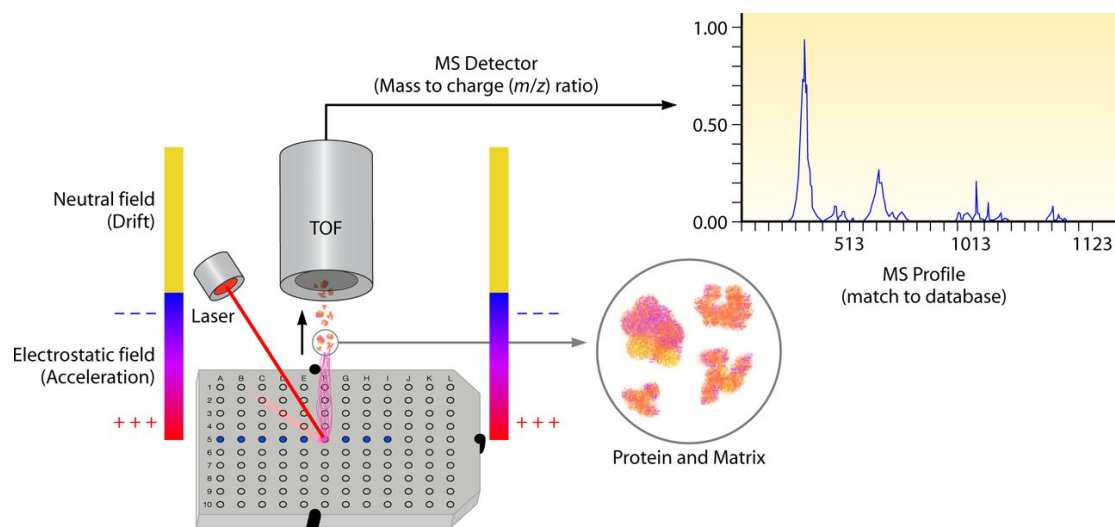 MS Detector
(Mass to charge (m/z) ratio)
1.00
0.50
0.00
513 1013 1123
MS Profile
(match to database)
Neutral field
(Drift)
TOF
Laser
Electrostatic field
(Acceleration)
− − −
− − −
+ + +
+ + +
A B C D E F G H I J K L
1
2
3
4
5
6
7
8
9
10
Protein and Matrix